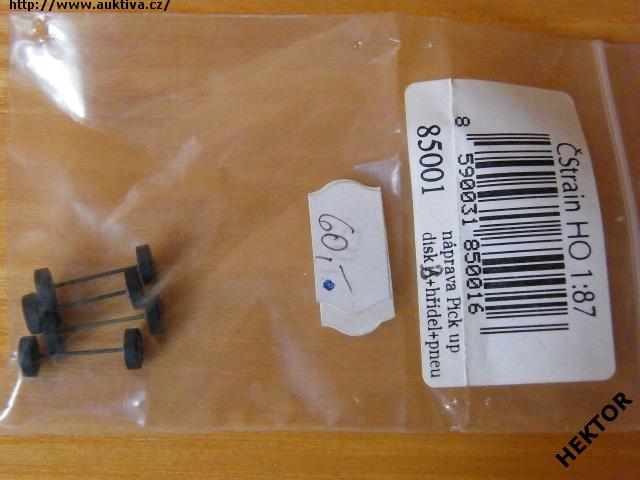 http://www.auktiva.cz/
ČStrain HO 1:87
8 590031 850016
85001
náprava Pick up
disk B+hřídel+pneu
60,-
HEKTOR